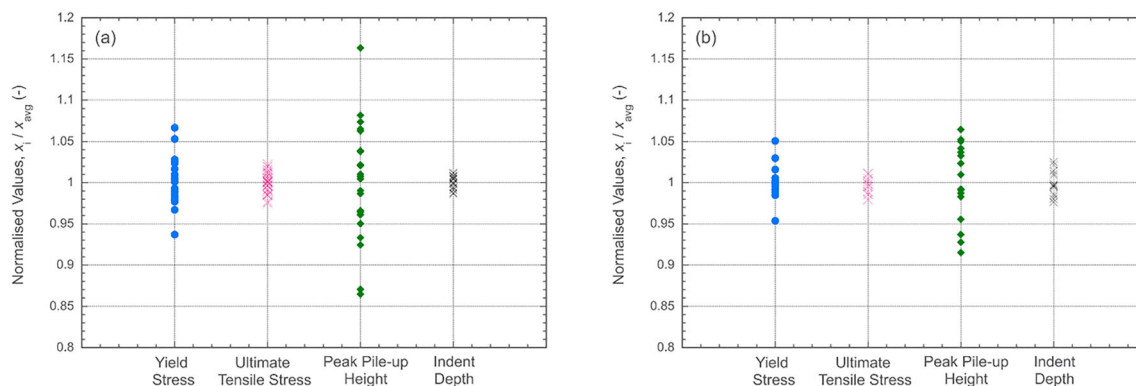 (a)
Normalised Values, xi / xavg (-)
1.2
1.15
1.1
1.05
1
0.95
0.9
0.85
0.8
Yield
Stress
Ultimate
Tensile Stress
Peak Pile-up
Height
Indent
Depth
(b)
Normalised Values, xi / xavg (-)
1.2
1.15
1.1
1.05
1
0.95
0.9
0.85
0.8
Yield
Stress
Ultimate
Tensile Stress
Peak Pile-up
Height
Indent
Depth